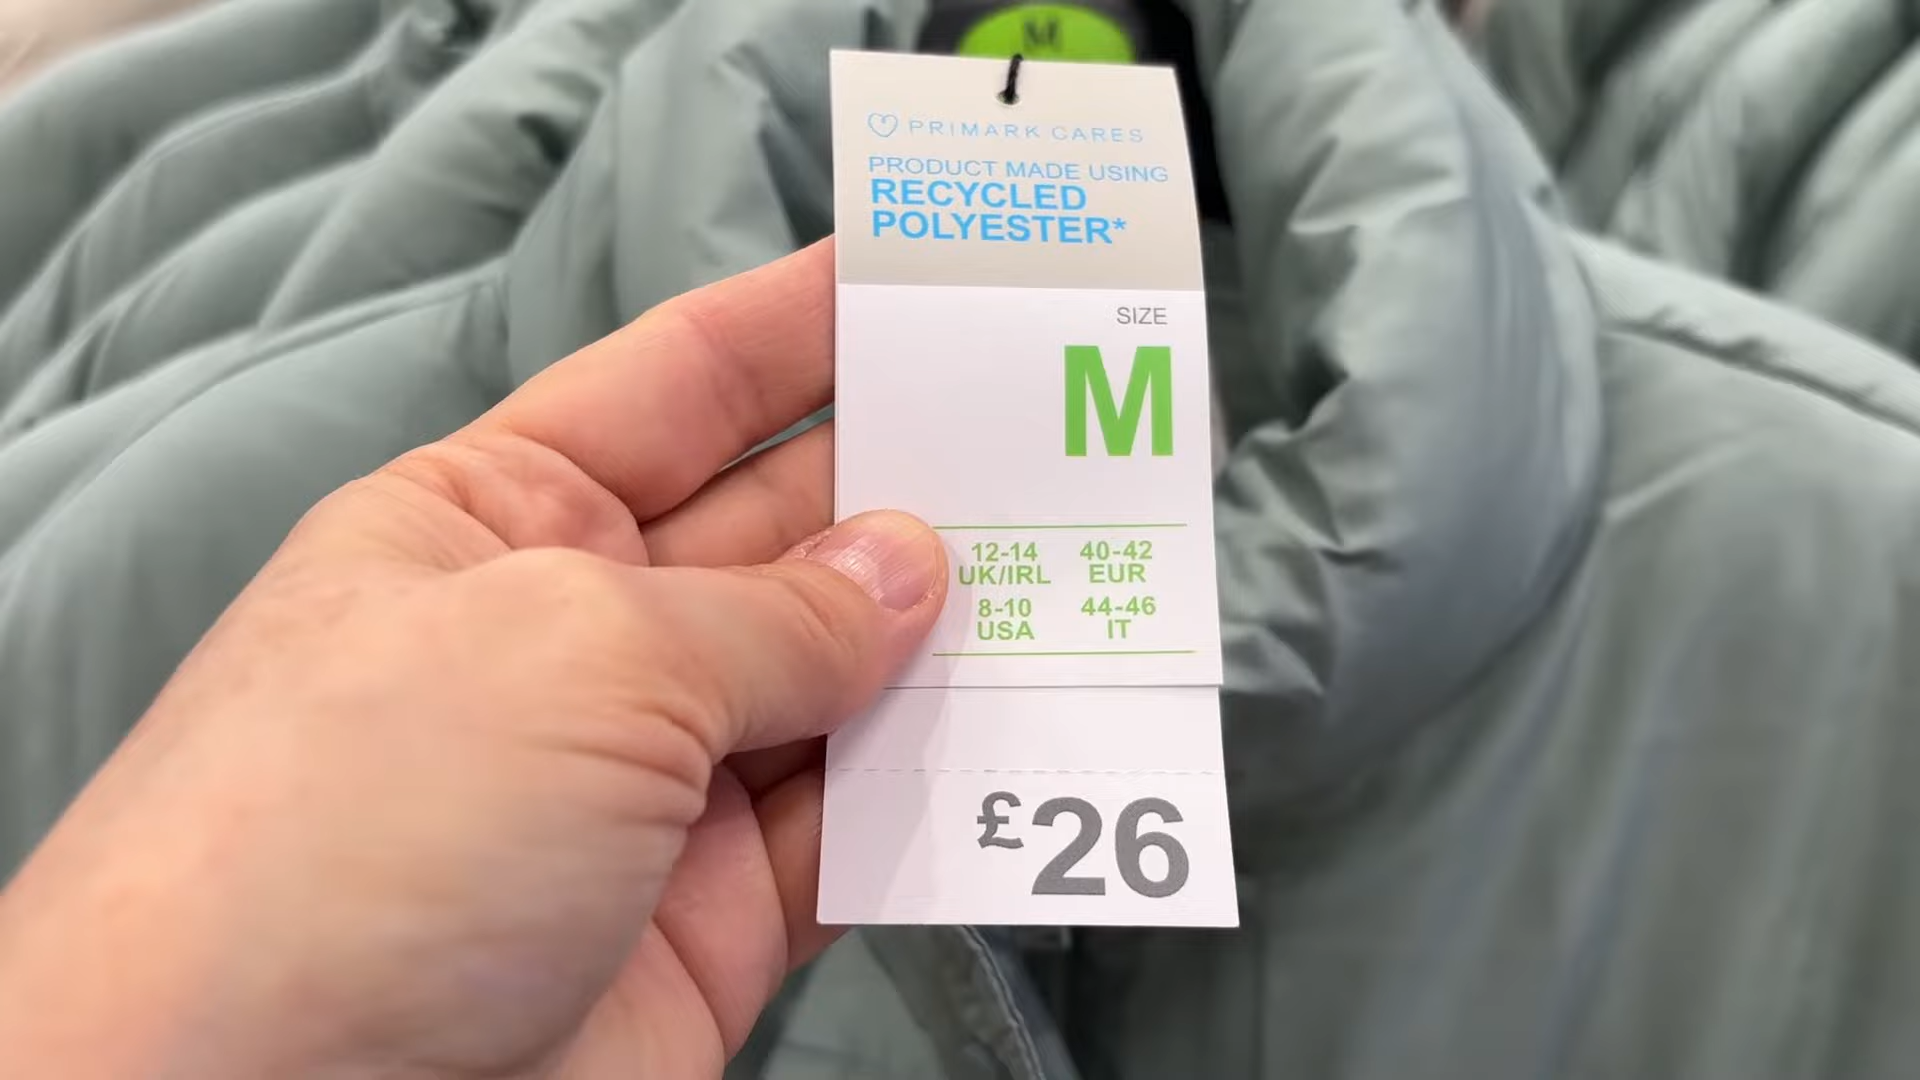 M
PRIMARK CARES
PRODUCT MADE USING
RECYCLED
POLYESTER*
SIZE
M
12-14 40-42
UK/IRL EUR
8-10 44-46
USA IT
£26